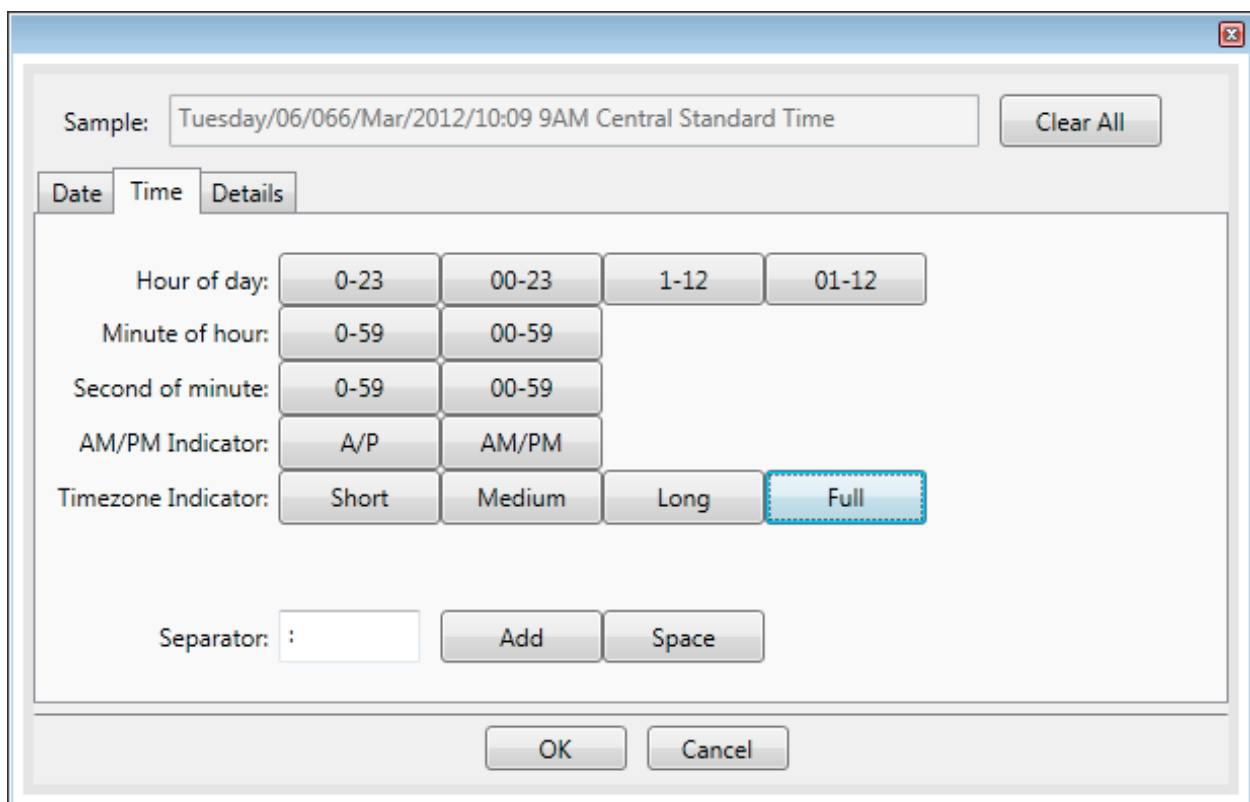 Sample: Tuesday/06/066/Mar/2012/10:09 9AM Central Standard Time Clear All
Date Time Details
Hour of day: 0-23 00-23 1-12 01-12
Minute of hour: 0-59 00-59
Second of minute: 0-59 00-59
AM/PM Indicator: A/P AM/PM
Timezone Indicator: Short Medium Long Full
Separator: : Add Space
OK Cancel